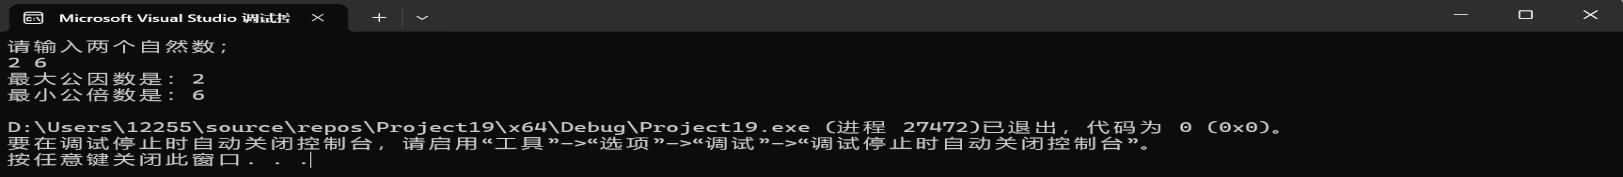 Microsoft Visual Studio 调试控
请输入两个自然数；
2 6
最大公因数是：2
最小公倍数是：6
D:\Users\12255\source\repos\Project19\x64\Debug\Project19.exe (进程 27472)已退出，代码为 0 (0x0)。
要在调试停止时自动关闭控制台，请启用“工具”->“选项”->“调试”->“调试停止时自动关闭控制台”。
按任意键关闭此窗口. . .